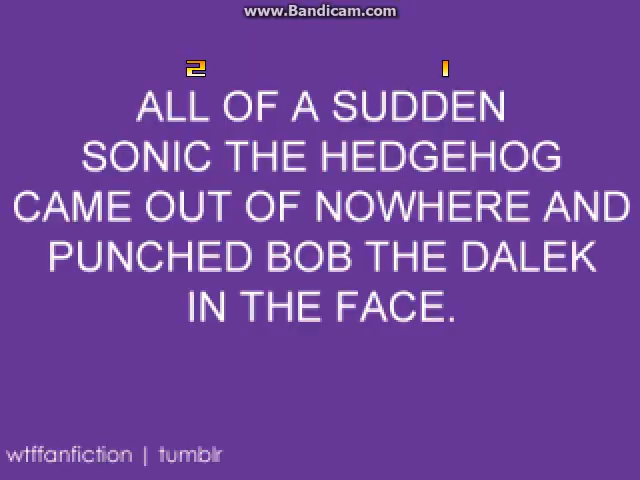 www.Bandicam.com
2 1
ALL OF A SUDDEN
SONIC THE HEDGEHOG
CAME OUT OF NOWHERE AND
PUNCHED BOB THE DALEK
IN THE FACE.
wtffanfiction | tumblr